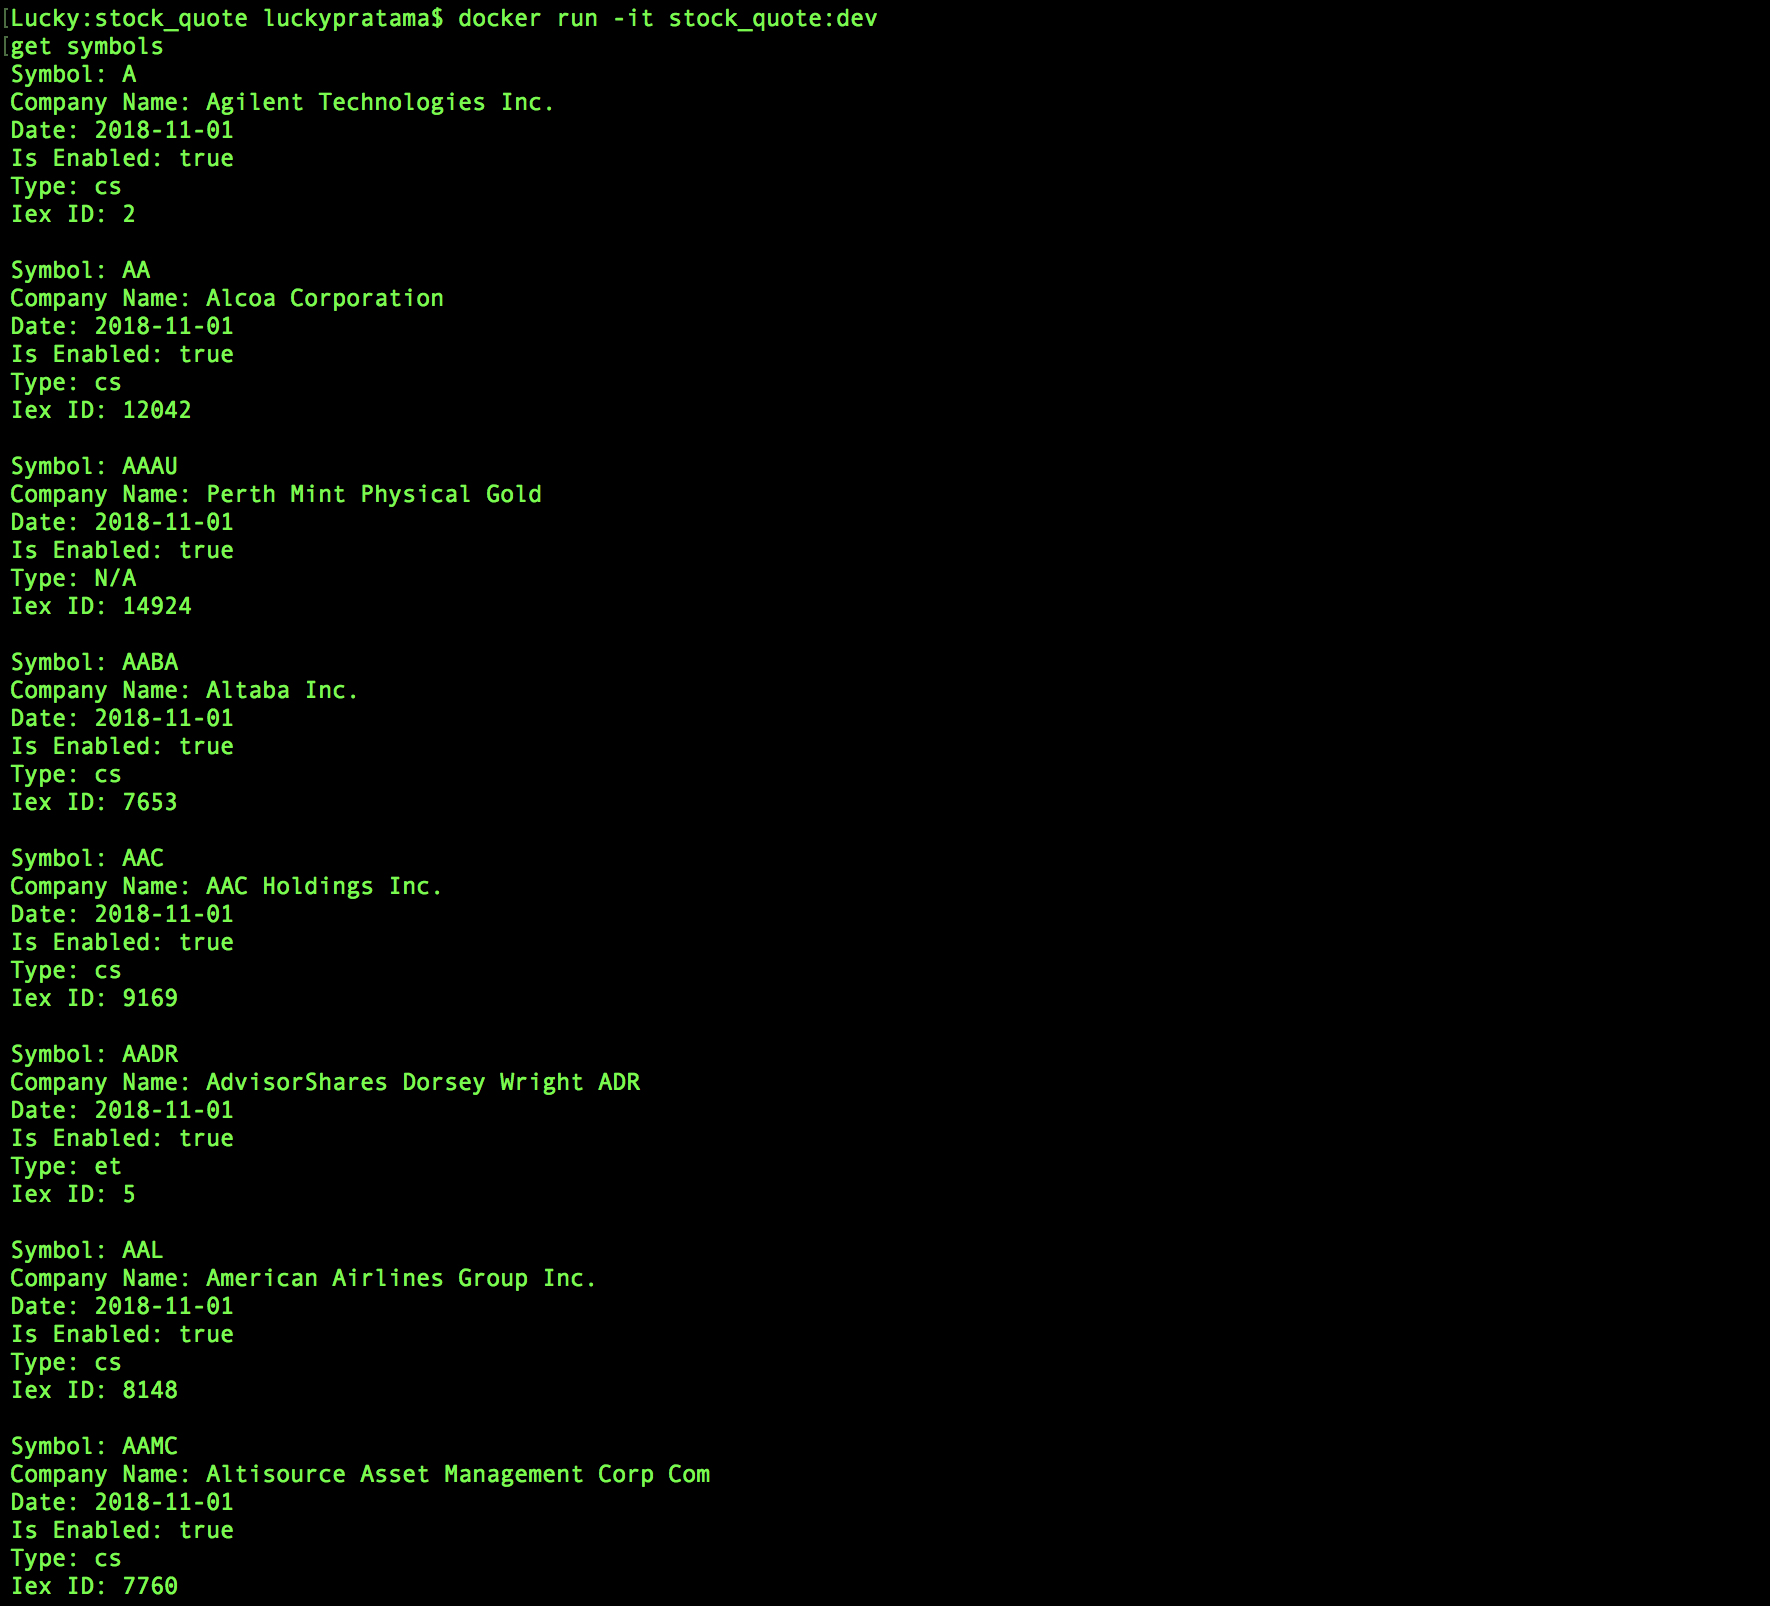 [Lucky:stock_quote luckypratama$ docker run -it stock_quote:dev
[get symbols
Symbol: A
Company Name: Agilent Technologies Inc.
Date: 2018-11-01
Is Enabled: true
Type: cs
Iex ID: 2
Symbol: AA
Company Name: Alcoa Corporation
Date: 2018-11-01
Is Enabled: true
Type: cs
Iex ID: 12042
Symbol: AAAU
Company Name: Perth Mint Physical Gold
Date: 2018-11-01
Is Enabled: true
Type: N/A
Iex ID: 14924
Symbol: AABA
Company Name: Altaba Inc.
Date: 2018-11-01
Is Enabled: true
Type: cs
Iex ID: 7653
Symbol: AAC
Company Name: AAC Holdings Inc.
Date: 2018-11-01
Is Enabled: true
Type: cs
Iex ID: 9169
Symbol: AADR
Company Name: AdvisorShares Dorsey Wright ADR
Date: 2018-11-01
Is Enabled: true
Type: et
Iex ID: 5
Symbol: AAL
Company Name: American Airlines Group Inc.
Date: 2018-11-01
Is Enabled: true
Type: cs
Iex ID: 8148
Symbol: AAMC
Company Name: Altisource Asset Management Corp Com
Date: 2018-11-01
Is Enabled: true
Type: cs
Iex ID: 7760